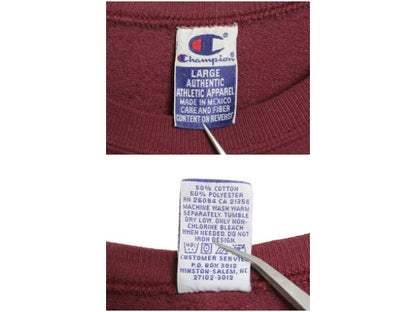 Champion
LARGE
AUTHENTIC
ATHLETIC APPAREL
MADE IN MEXICO
CARE AND FIBER
CONTENT ON REVERSE
50% COTTON
50% POLYESTER
RN 26094 CA 21356
MACHINE WASH WARM
SEPARATELY. TUMBLE
DRY LOW. ONLY NON-
CHLORINE BLEACH
WHEN NEEDED. DO NOT
IRON DESIGN.
CUSTOMER SERVICE
P.O. BOX 3012
WINSTON-SALEM, NC
27102-3012